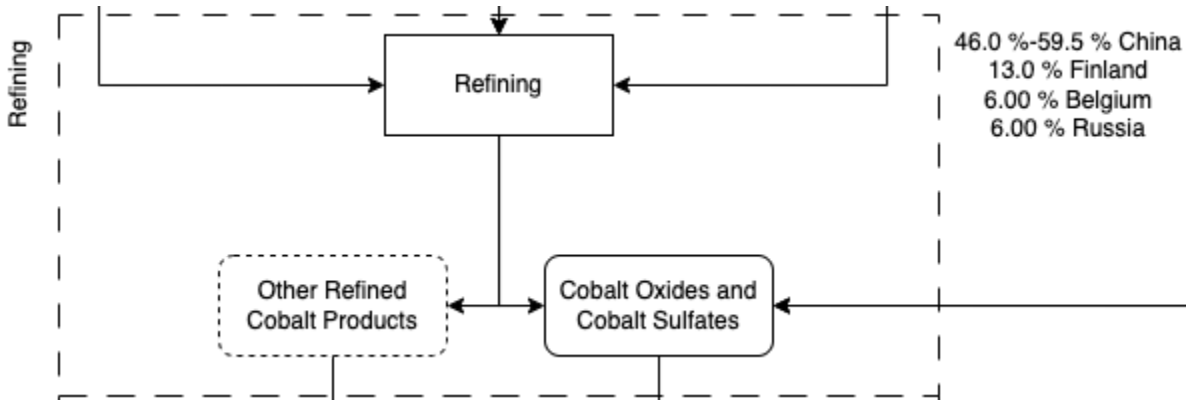 Refining
Refining
46.0 %-59.5 % China
13.0 % Finland
6.00 % Belgium
6.00 % Russia
Other Refined
Cobalt Products
Cobalt Oxides and
Cobalt Sulfates